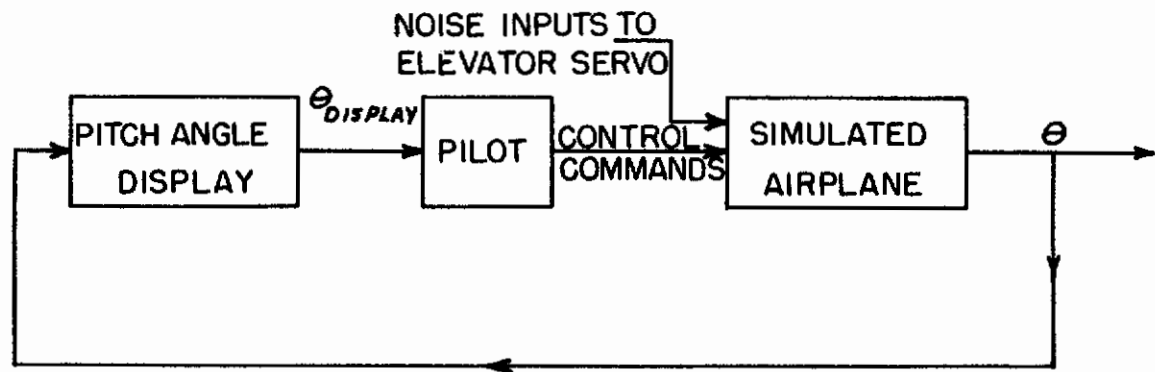 NOISE INPUTS TO
ELEVATOR SERVO
θDISPLAY
PITCH ANGLE
DISPLAY
PILOT
CONTROL
COMMANDS
SIMULATED
AIRPLANE
θ